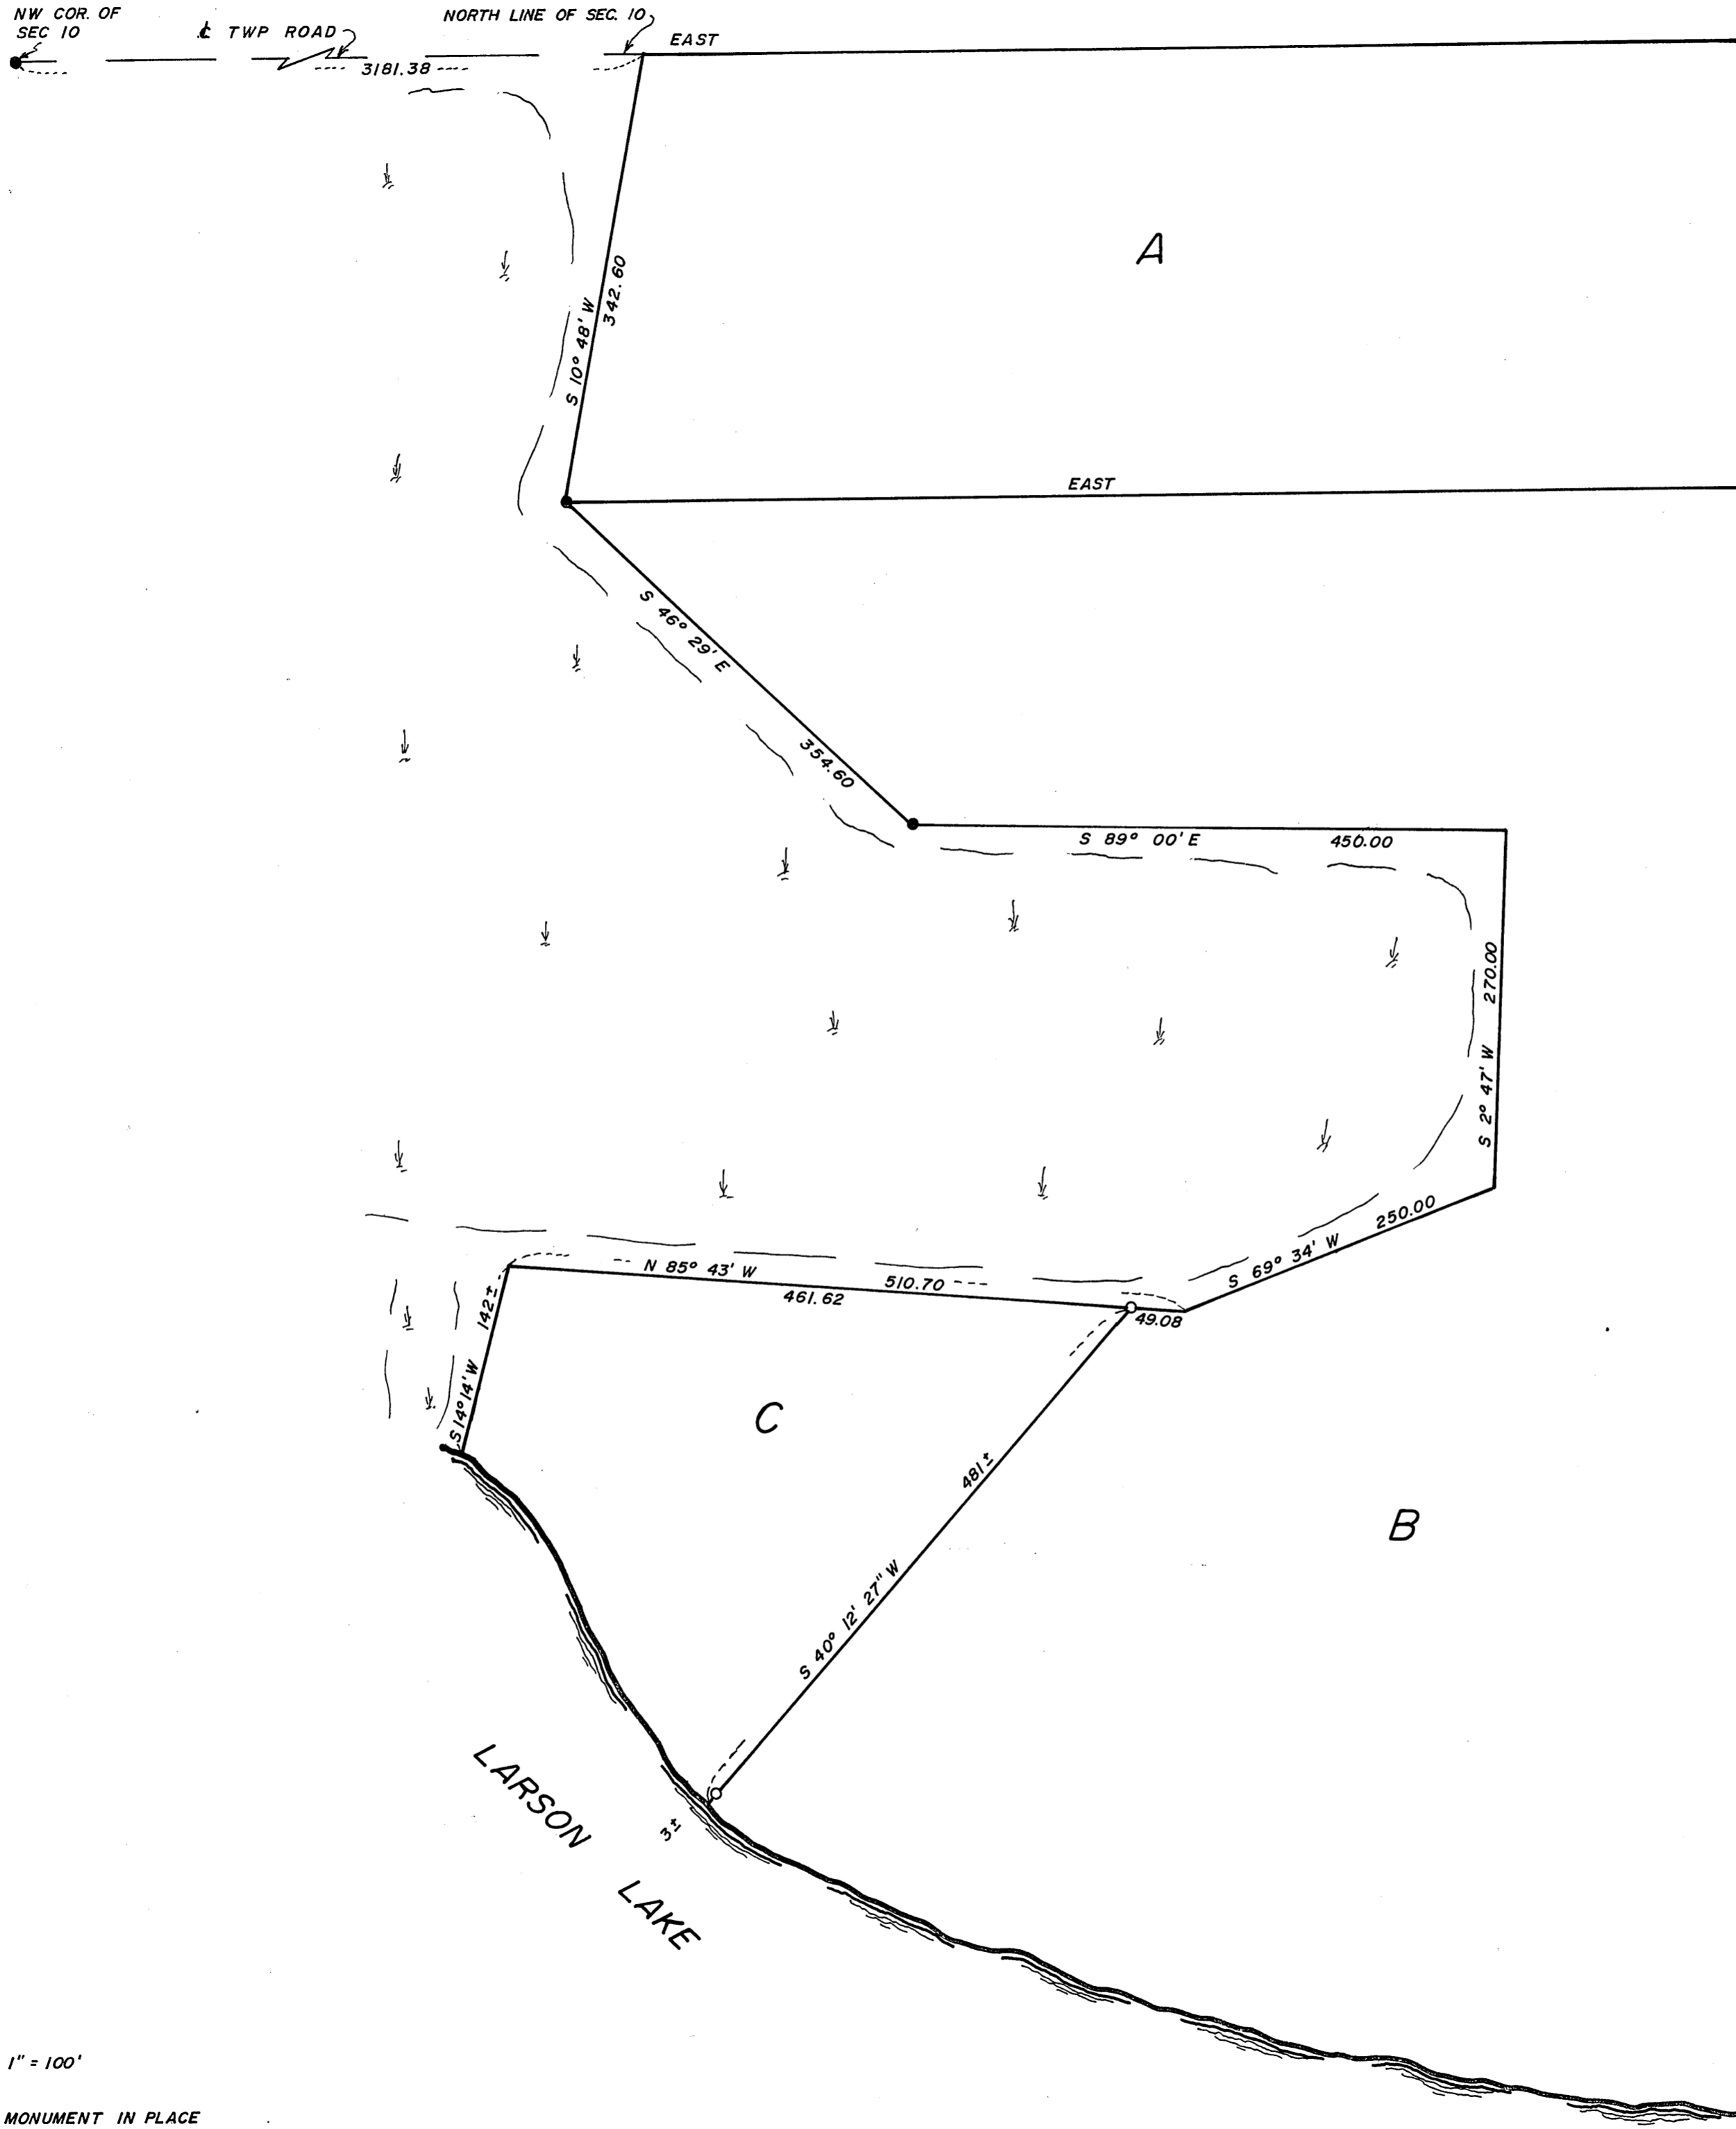 NW COR. OF
SEC 10
℄ TWP ROAD
NORTH LINE OF SEC. 10
EAST
3181.38
A
S 10° 48' W
342.60
EAST
S 46° 29' E
354.60
S 89° 00' E
450.00
270.00
S 2° 47' W
250.00
S 69° 34' W
N 85° 43' W
510.70
461.62
49.08
142±
S 14° 14' W
C
481±
B
S 40° 12' 27" W
LARSON
LAKE
3±
1" = 100'
MONUMENT IN PLACE